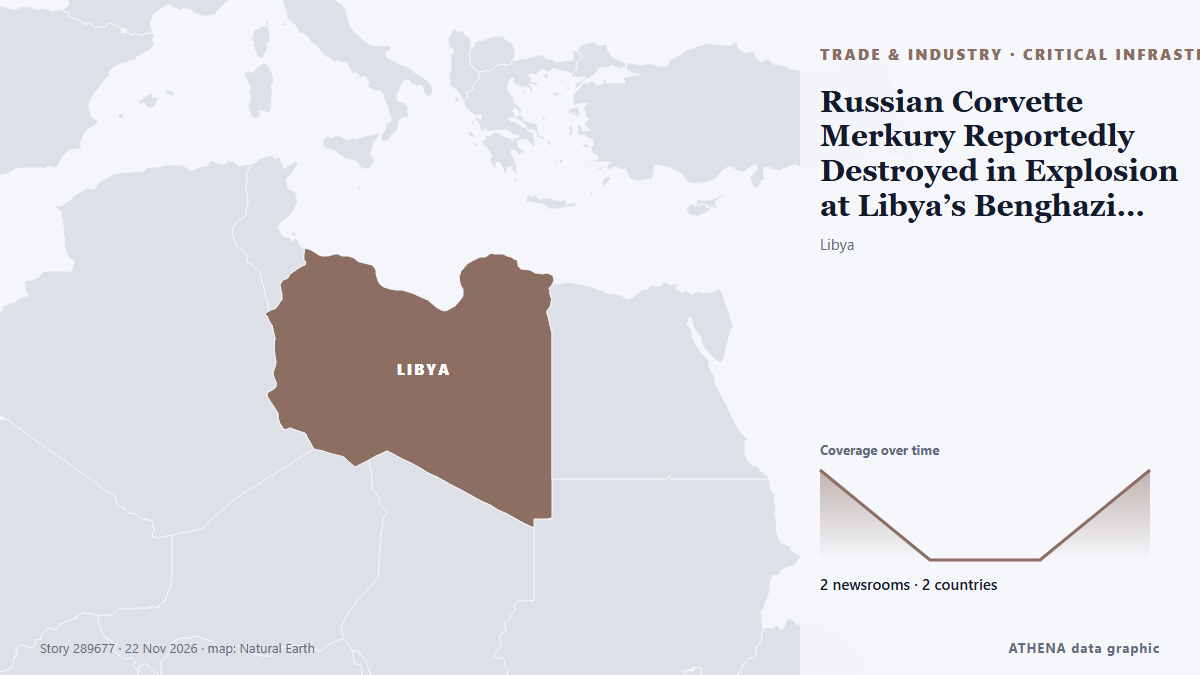 TRADE & INDUSTRY · CRITICAL INFRAST
Russian Corvette
Merkury Reportedly
Destroyed in Explosion
at Libya’s Benghazi…
Libya
LIBYA
Coverage over time
2 newsrooms · 2 countries
Story 289677 · 22 Nov 2026 · map: Natural Earth
ATHENA data graphic